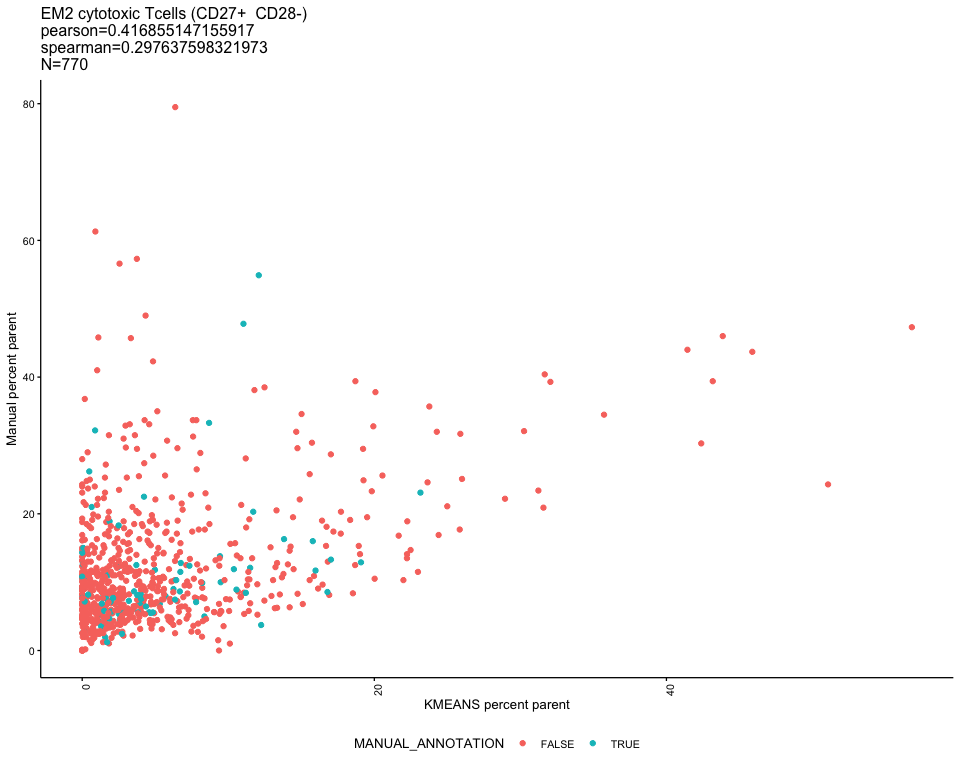 EM2 cytotoxic Tcells (CD27+  CD28-)
pearson=0.416855147155917
spearman=0.297637598321973
N=770
80
60
40
20
0
Manual percent parent
0
20
40
KMEANS percent parent
MANUAL_ANNOTATION FALSE TRUE